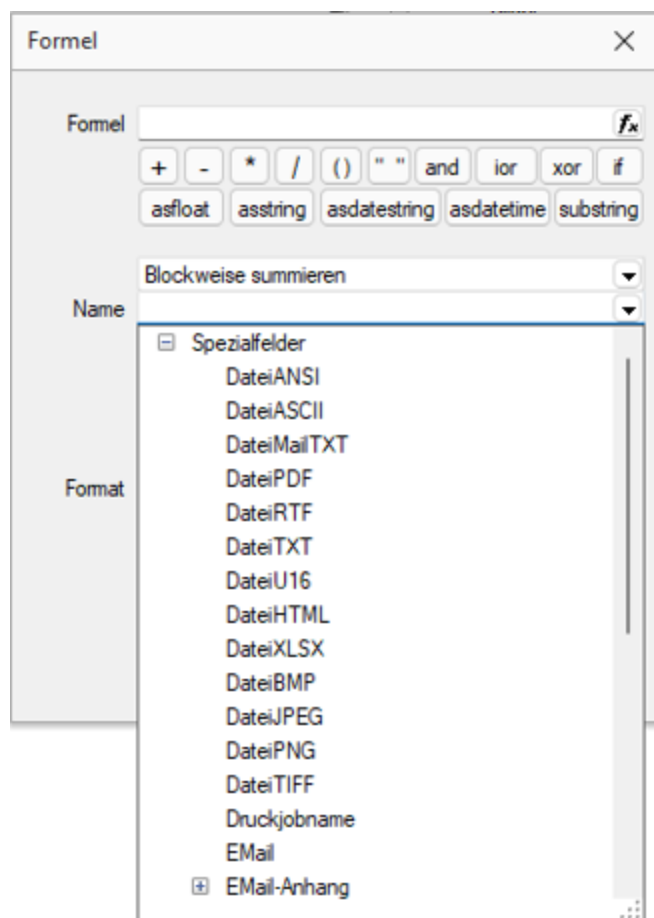 Formel
Formel fx
+ - * / () " " and ior xor if
asfloat asstring asdatestring asdatetime substring
Blockweise summieren
Name
Spezialfelder
DateiANSI
DateiASCII
DateiMailTXT
DateiPDF
Format
DateiRTF
DateiTXT
DateiU16
DateiHTML
DateiXLSX
DateiBMP
DateiJPEG
DateiPNG
DateiTIFF
Druckjobname
EMail
EMail-Anhang